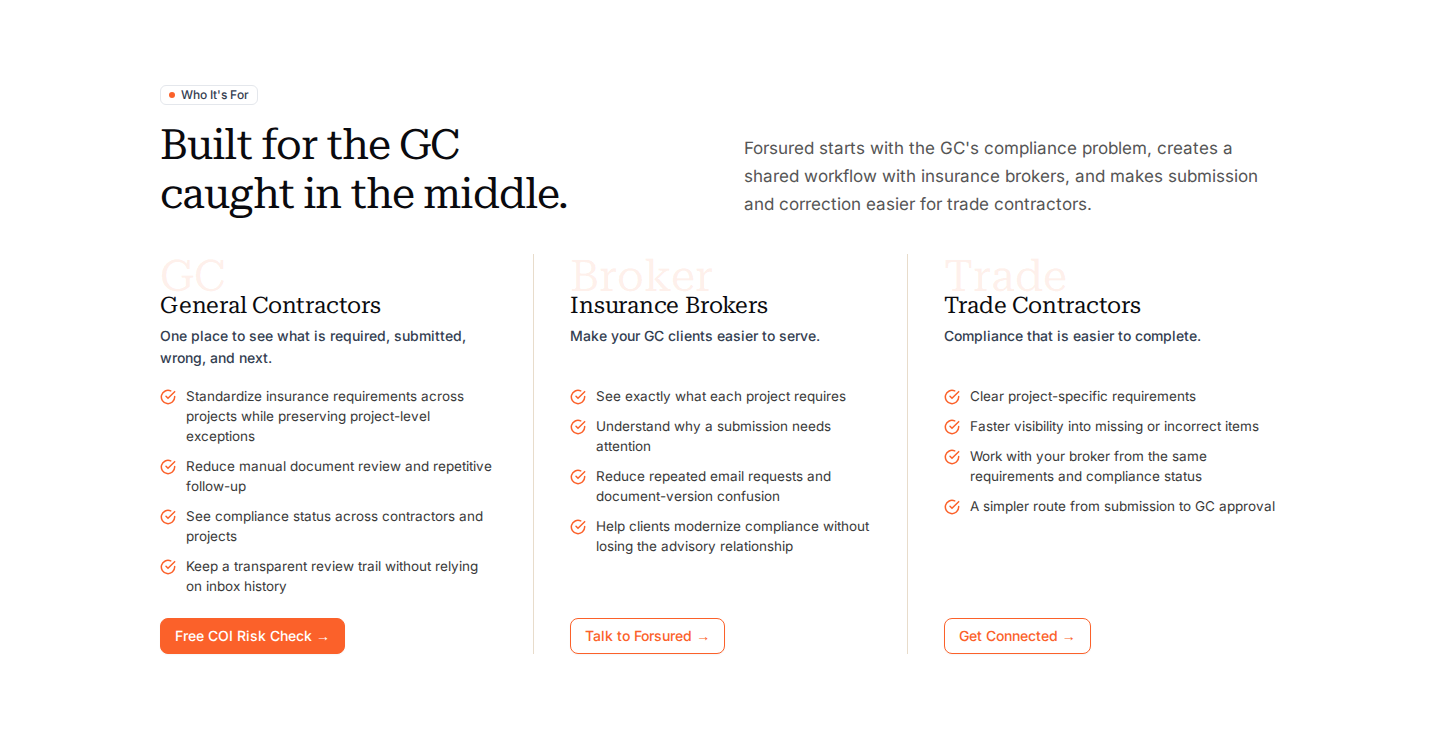 Who It's For
Built for the GC
caught in the middle.
Forsured starts with the GC's compliance problem, creates a
shared workflow with insurance brokers, and makes submission
and correction easier for trade contractors.
GC
General Contractors
One place to see what is required, submitted,
wrong, and next.
Standardize insurance requirements across
projects while preserving project-level
exceptions
Reduce manual document review and repetitive
follow-up
See compliance status across contractors and
projects
Keep a transparent review trail without relying
on inbox history
Free COI Risk Check →
Broker
Insurance Brokers
Make your GC clients easier to serve.
See exactly what each project requires
Understand why a submission needs
attention
Reduce repeated email requests and
document-version confusion
Help clients modernize compliance without
losing the advisory relationship
Talk to Forsured →
Trade
Trade Contractors
Compliance that is easier to complete.
Clear project-specific requirements
Faster visibility into missing or incorrect items
Work with your broker from the same
requirements and compliance status
A simpler route from submission to GC approval
Get Connected →